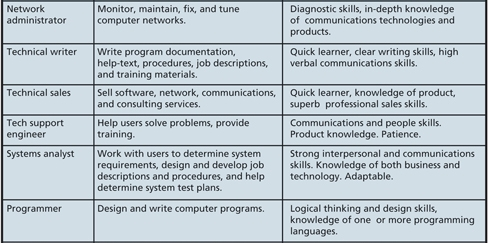 Network administrator
Monitor, maintain, fix, and tune
computer networks.
Diagnostic skills, in-depth knowledge
of communications technologies and
products.
Technical writer
Write program documentation,
help-text, procedures, job descriptions,
and training materials.
Quick learner, clear writing skills, high
verbal communications skills.
Technical sales
Sell software, network, communications,
and consulting services.
Quick learner, knowledge of product,
superb professional sales skills.
Tech support
engineer
Help users solve problems, provide
training.
Communications and people skills.
Product knowledge. Patience.
Systems analyst
Work with users to determine system
requirements, design and develop job
descriptions and procedures, and help
determine system test plans.
Strong interpersonal and communications
skills. Knowledge of both business and
technology. Adaptable.
Programmer
Design and write computer programs.
Logical thinking and design skills,
knowledge of one or more programming
languages.